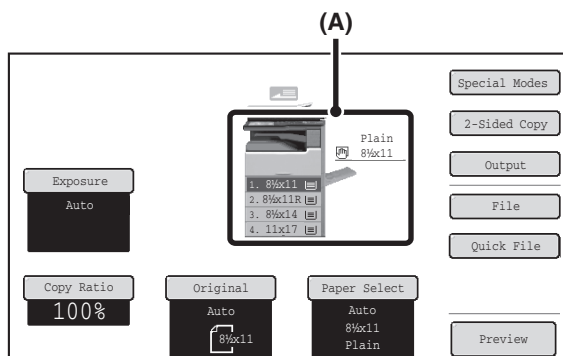 (A)
Special Modes
2-Sided Copy
Output
File
Quick File
Preview
Plain
8½x11
1. 8½x11
2. 8½x11R
3. 8½x14
4. 11x17
Exposure
Auto
Copy Ratio
100%
Original
Auto
8½x11
Paper Select
Auto
8½x11
Plain